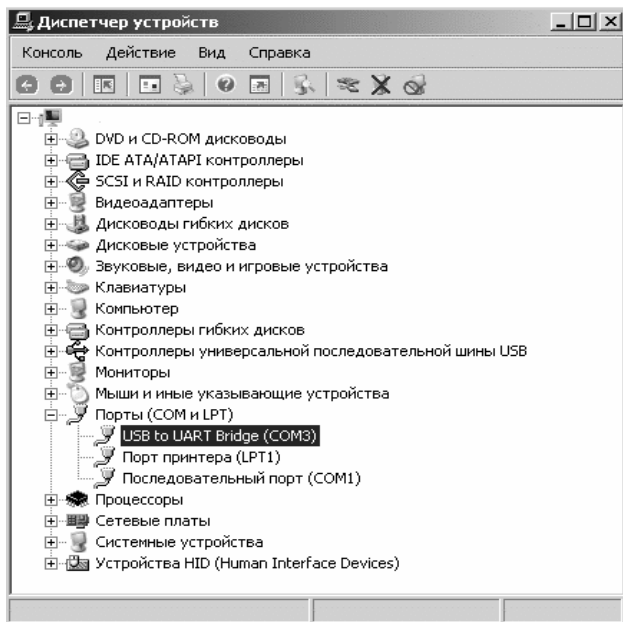 Диспетчер устройств
Консоль Действие Вид Справка
DVD и CD-ROM дисководы
IDE ATA/ATAPI контроллеры
SCSI и RAID контроллеры
Видеоадаптеры
Дисководы гибких дисков
Дисковые устройства
Звуковые, видео и игровые устройства
Клавиатуры
Компьютер
Контроллеры гибких дисков
Контроллеры универсальной последовательной шины USB
Мониторы
Мыши и иные указывающие устройства
Порты (COM и LPT)
USB to UART Bridge (COM3)
Порт принтера (LPT1)
Последовательный порт (COM1)
Процессоры
Сетевые платы
Системные устройства
Устройства HID (Human Interface Devices)